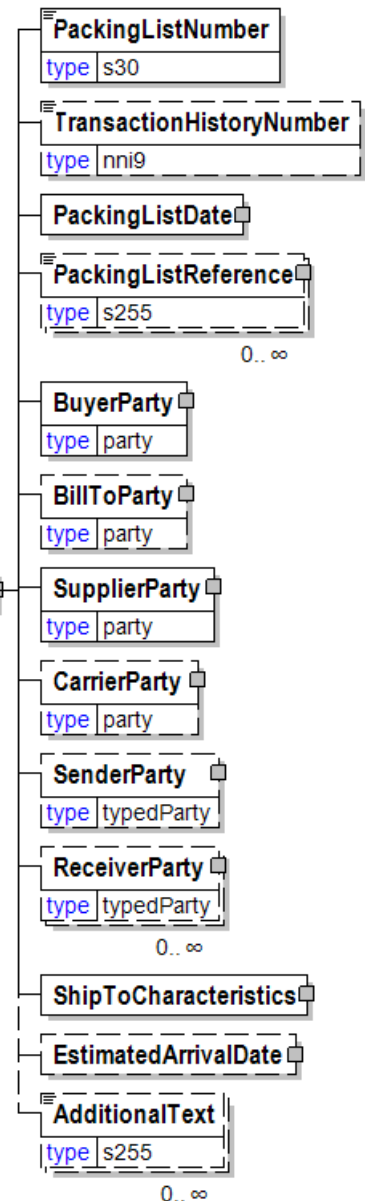 PackingListNumber
type s30
TransactionHistoryNumber
type nni9
PackingListDate
PackingListReference
type s255
0.. ∞
BuyerParty
type party
BillToParty
type party
SupplierParty
type party
CarrierParty
type party
SenderParty
type typedParty
ReceiverParty
type typedParty
0.. ∞
ShipToCharacteristics
EstimatedArrivalDate
AdditionalText
type s255
0.. ∞